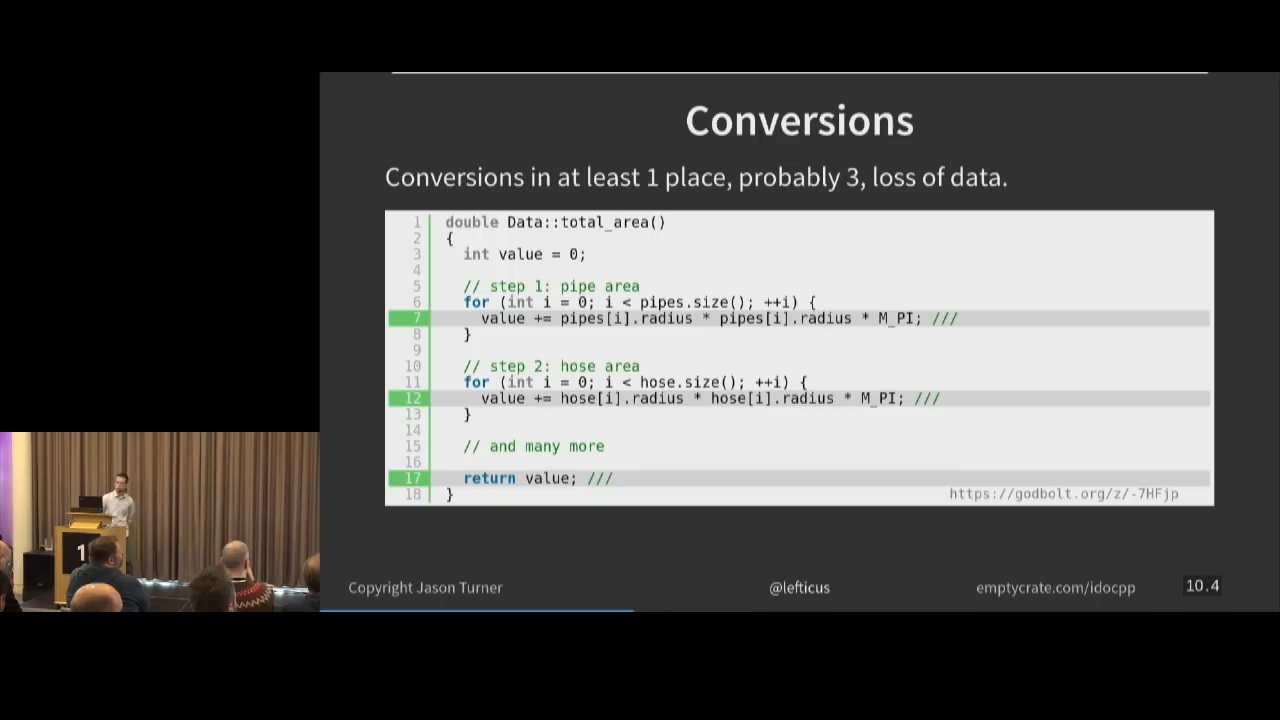 Conversions
Conversions in at least 1 place, probably 3, loss of data.
1 double Data::total_area()
2 {
3   int value = 0;
4
5   // step 1: pipe area
6   for (int i = 0; i < pipes.size(); ++i) {
7     value += pipes[i].radius * pipes[i].radius * M_PI; ///
8   }
9
10   // step 2: hose area
11   for (int i = 0; i < hose.size(); ++i) {
12     value += hose[i].radius * hose[i].radius * M_PI; ///
13   }
14
15   // and many more
16
17   return value; ///
18 }
https://godbolt.org/z/-7HFjp
1
Copyright Jason Turner
@lefticus
emptycrate.com/idocpp
10.4